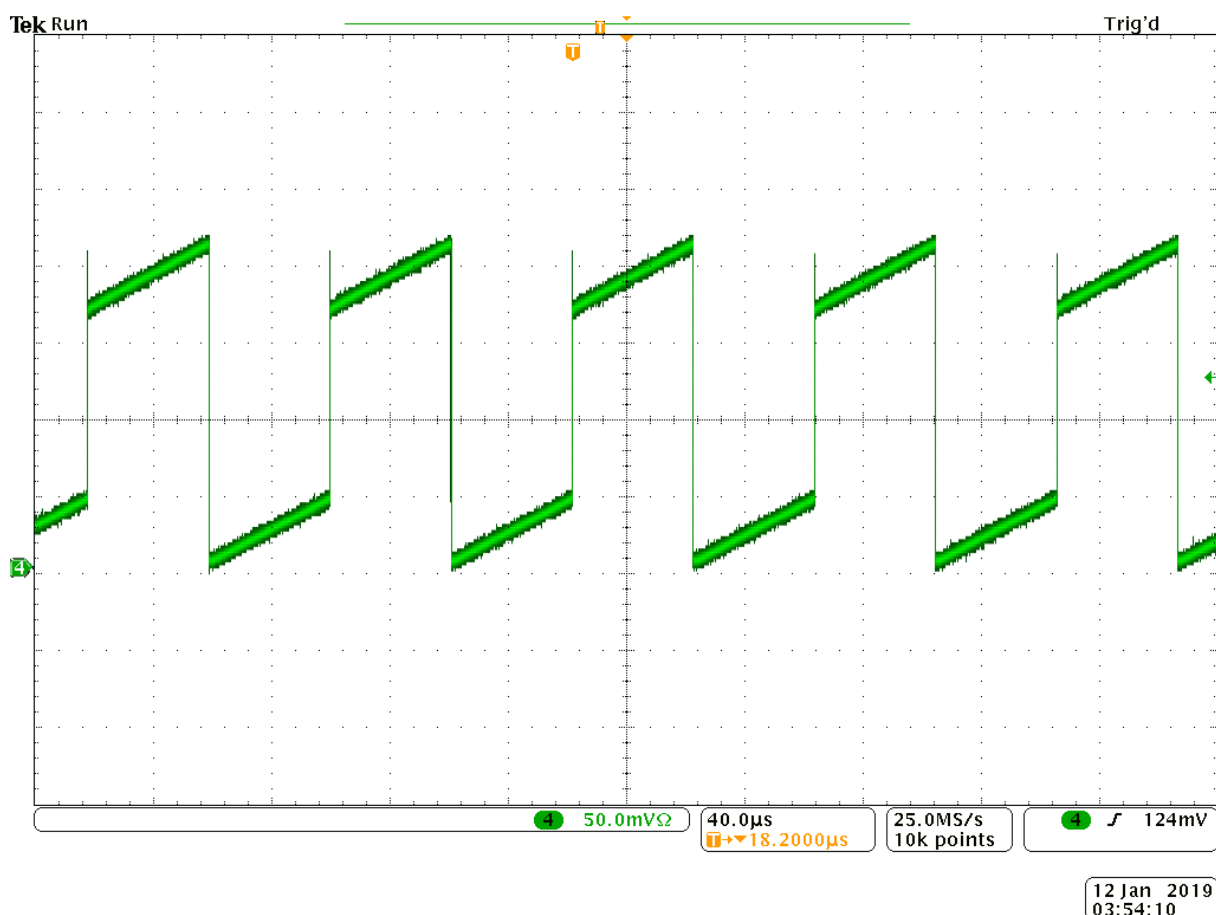 Tek Run Trig'd
T
T
4
4 50.0mVΩ 40.0µs 25.0MS/s 4 124mV
T 18.2000µs 10k points
12 Jan 2019
03:54:10